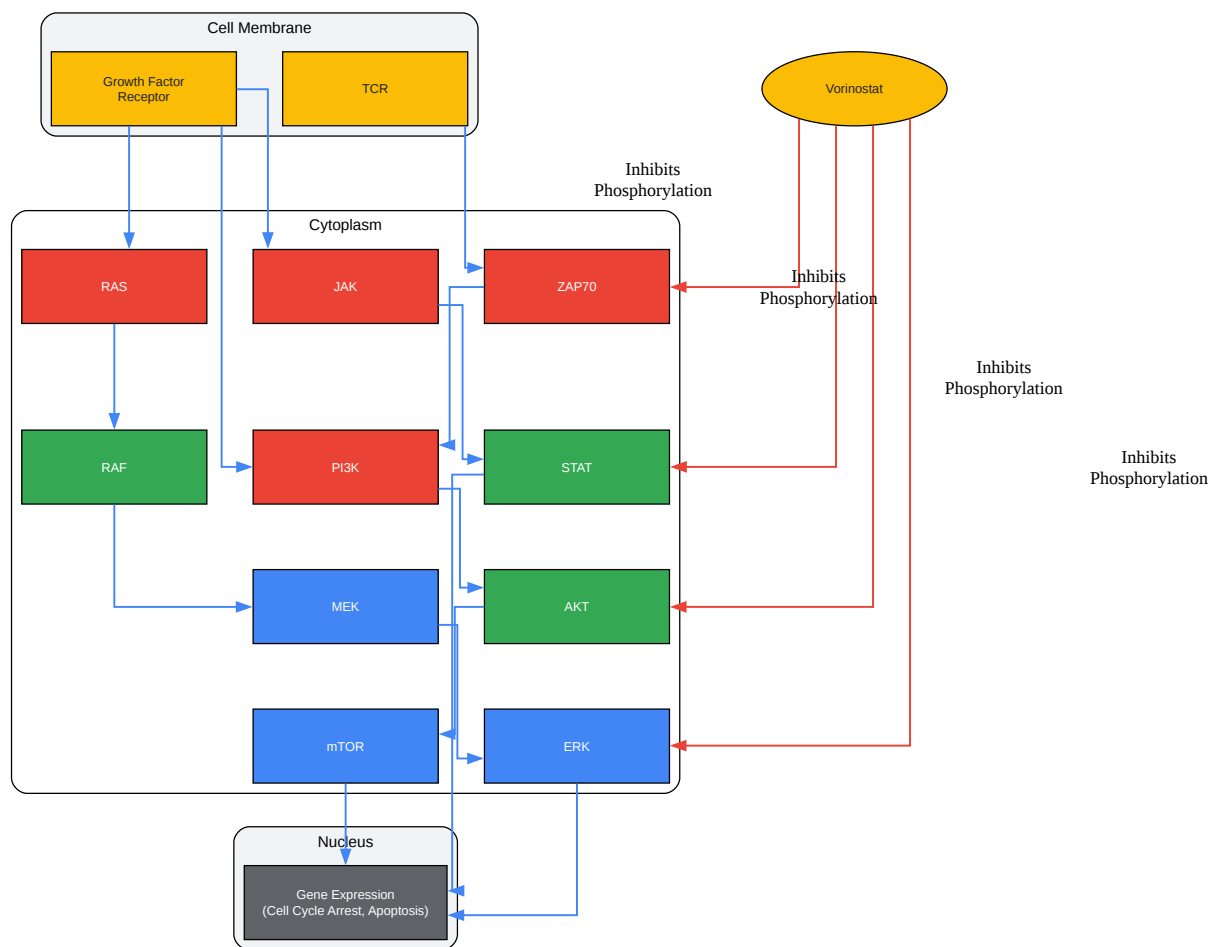 Cell Membrane
Growth Factor
Receptor
TCR
Vorinostat
Inhibits
Phosphorylation
Cytoplasm
RAS
JAK
ZAP70
Inhibits
Phosphorylation
Inhibits
Phosphorylation
RAF
PI3K
STAT
Inhibits
Phosphorylation
MEK
AKT
mTOR
ERK
Nucleus
Gene Expression
(Cell Cycle Arrest, Apoptosis)